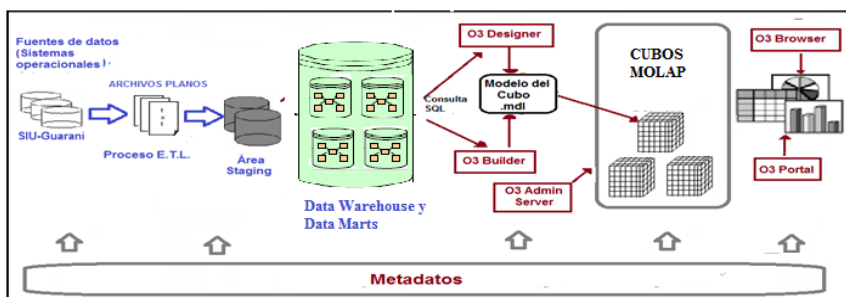 Fuentes de datos
(Sistemas
operacionales)
SIU-Guarani
ARCHIVOS PLANOS
Proceso E.T.L.
Área
Staging
Data Warehouse y
Data Marts
Consulta
SQL
O3 Designer
Modelo del
Cubo
.mdl
O3 Builder
O3 Admin
Server
CUBOS
MOLAP
O3 Browser
O3 Portal
Metadatos